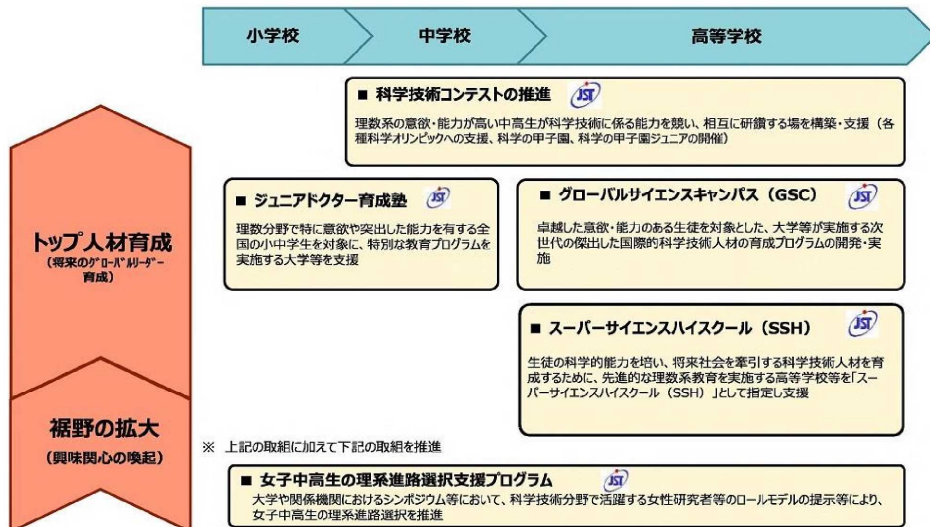 小学校
中学校
高等学校
■ 科学技術コンテストの推進
JST
理数系の意欲・能力が高い中高生が科学技術に係る能力を競い、相互に研鑽する場を構築・支援（各
種科学オリンピックへの支援、科学の甲子園、科学の甲子園ジュニアの開催）
■ ジュニアドクター育成塾
JST
理数分野で特に意欲や突出した能力を有する全
国の小中学生を対象に、特別な教育プログラムを
実施する大学等を支援
■ グローバルサイエンスキャンパス（GSC）
JST
卓越した意欲・能力のある生徒を対象とした、大学等が実施する次
世代の傑出した国際的科学技術人材の育成プログラムの開発・実
施
トップ人材育成
（将来のグローバルリーダー
育成）
■ スーパーサイエンスハイスクール（SSH）
JST
生徒の科学的能力を培い、将来社会を牽引する科学技術人材を育
成するために、先進的な理数系教育を実施する高等学校等を「スー
パーサイエンスハイスクール（SSH）」として指定し支援
裾野の拡大
（興味関心の喚起）
※ 上記の取組に加えて下記の取組を推進
■ 女子中高生の理系進路選択支援プログラム
JST
大学や関係機関におけるシンポジウム等において、科学技術分野で活躍する女性研究者等のロールモデルの提示等により、
女子中高生の理系進路選択を推進